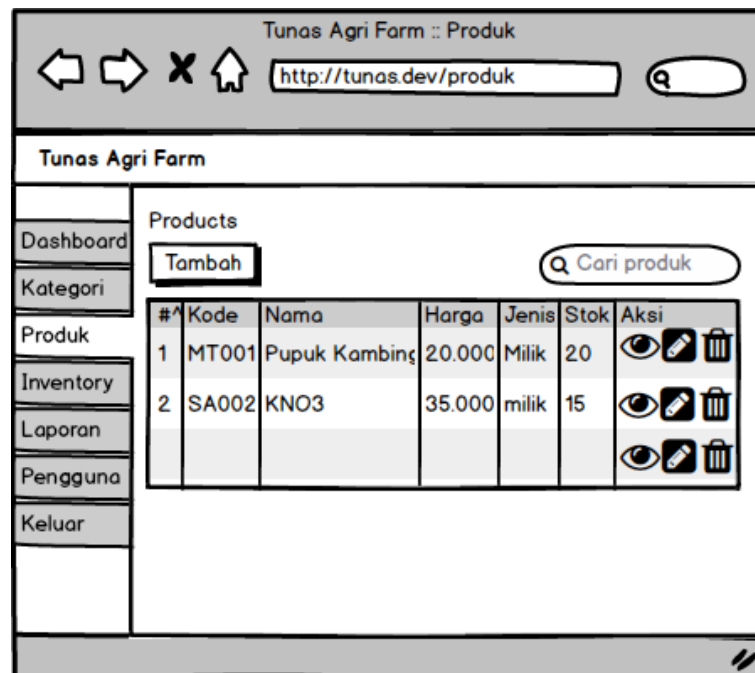 Tunas Agri Farm :: Produk
http://tunas.dev/produk
Tunas Agri Farm
Dashboard
Kategori
Produk
Inventory
Laporan
Pengguna
Keluar
Products
Tambah
Cari produk
#^ Kode Nama Harga Jenis Stok Aksi
1 MT001 Pupuk Kambing 20.000 Milik 20
2 SA002 KNO3 35.000 milik 15